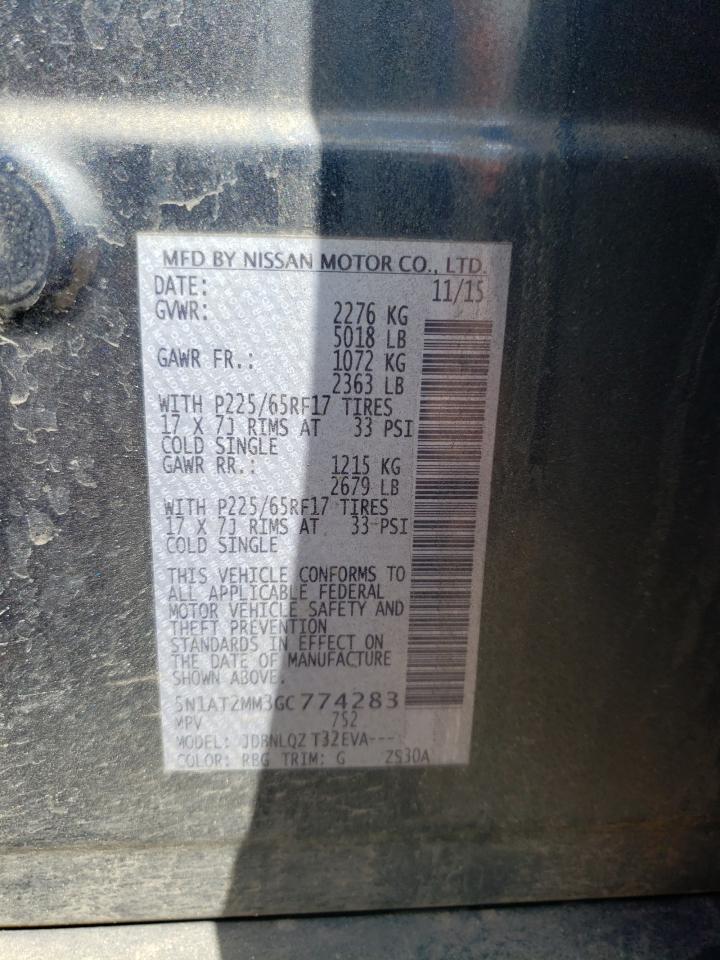 MFD BY NISSAN MOTOR CO., LTD.
DATE: 11/15
GVWR: 2276 KG
5018 LB
GAWR FR.: 1072 KG
2363 LB
WITH P225/65RF17 TIRES
17 X 7J RIMS AT 33 PSI
COLD SINGLE
GAWR RR.: 1215 KG
2679 LB
WITH P225/65RF17 TIRES
17 X 7J RIMS AT 33 PSI
COLD SINGLE
THIS VEHICLE CONFORMS TO
ALL APPLICABLE FEDERAL
MOTOR VEHICLE SAFETY AND
THEFT PREVENTION
STANDARDS IN EFFECT ON
THE DATE OF MANUFACTURE
SHOWN ABOVE.
5N1AT2MM3GC774283
MPV 7S2
MODEL: JDBNLQZ T32EVA---
COLOR: RBG TRIM: G ZS30A